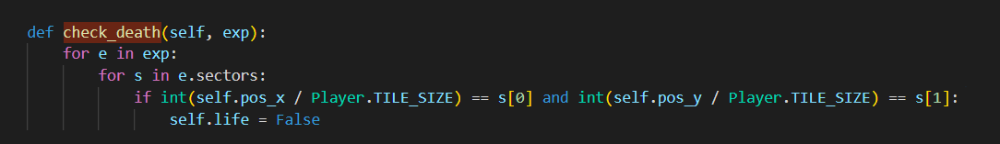 def check_death(self, exp):
    for e in exp:
        for s in e.sectors:
            if int(self.pos_x / Player.TILE_SIZE) == s[0] and int(self.pos_y / Player.TILE_SIZE) == s[1]:
                self.life = False